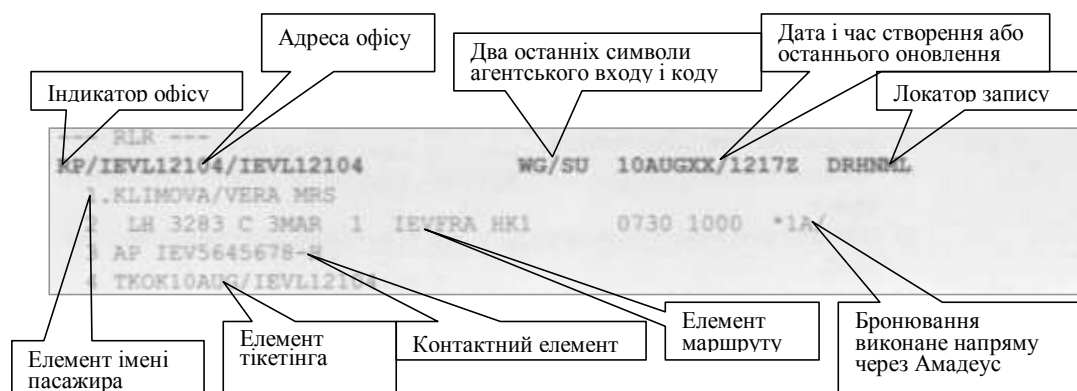 Адреса офісу
Два останніх символи
агентського входу і коду
Дата і час створення або
останнього оновлення
Індикатор офісу
Локатор запису
--- RLR ---
RP/IEVL12104/IEVL12104 WG/SU 10AUGXX/1217Z DRHNML
1.KLIMOVA/VERA MRS
2 LH 3283 C 3MAR 1 IEVFRA HK1 0730 1000 *1A/
3 AP IEV5645678-H
4 TKOK10AUG/IEVL12104
Елемент імені
пасажира
Елемент
тікетінга
Контактний елемент
Елемент
маршруту
Бронювання
виконане напряму
через Амадеус